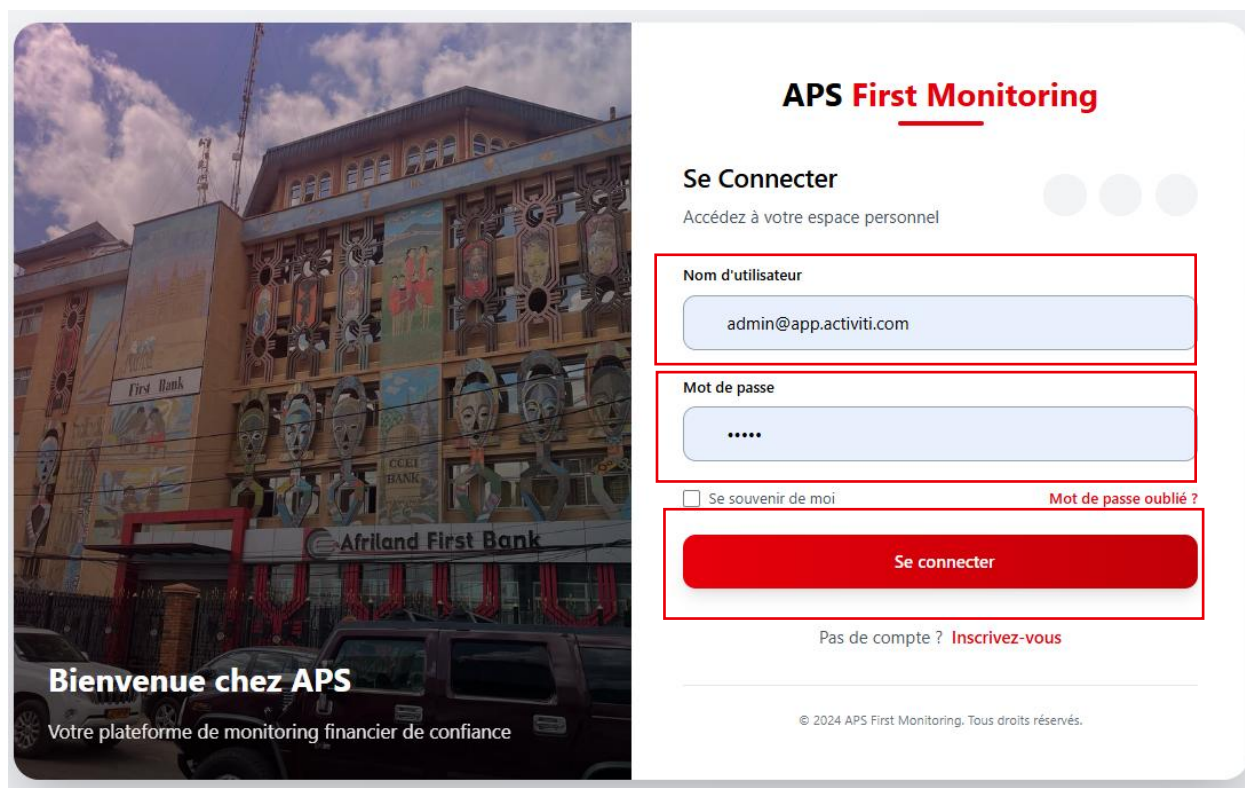 First Bank
CCEI
BANK
Afriland First Bank
Bienvenue chez APS
Votre plateforme de monitoring financier de confiance
APS First Monitoring
Se Connecter
Accédez à votre espace personnel
Nom d'utilisateur
admin@app.activiti.com
Mot de passe
•••••
Se souvenir de moi
Mot de passe oublié ?
Se connecter
Pas de compte ? Inscrivez-vous
© 2024 APS First Monitoring. Tous droits réservés.